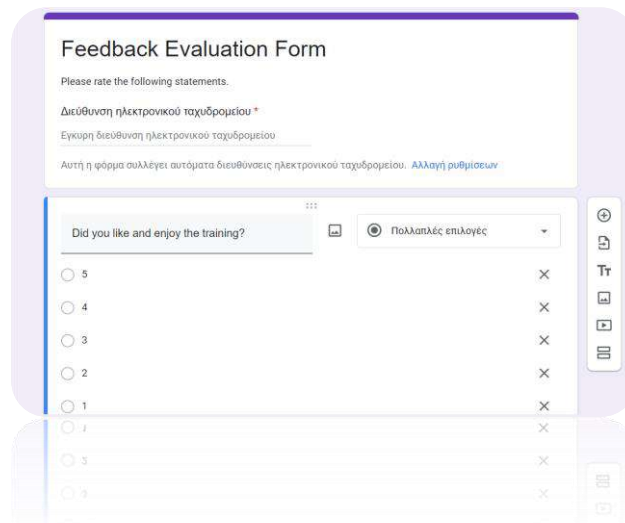 Feedback Evaluation Form
Please rate the following statements.
Διεύθυνση ηλεκτρονικού ταχυδρομείου *
Έγκυρη διεύθυνση ηλεκτρονικού ταχυδρομείου
Αυτή η φόρμα συλλέγει αυτόματα διευθύνσεις ηλεκτρονικού ταχυδρομείου. Αλλαγή ρυθμίσεων
Did you like and enjoy the training? Πολλαπλές επιλογές
5
4
3
2
1